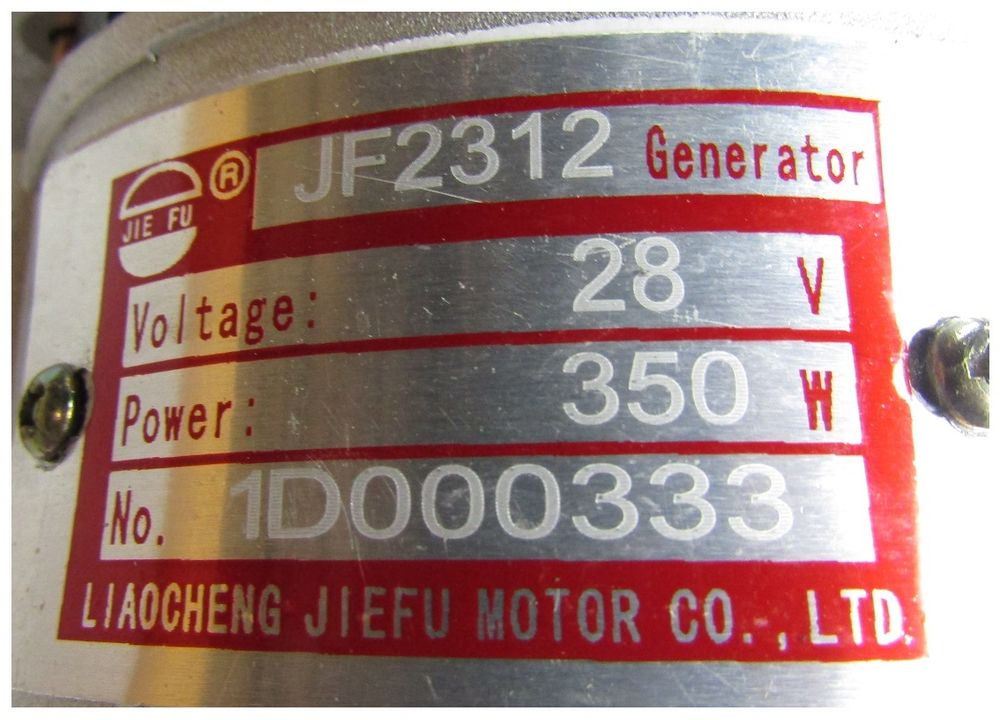 JIE FU ® JF2312 Generator
Voltage: 28 V
Power: 350 W
No. 1D000333
LIAOCHENG JIEFU MOTOR CO., LTD.